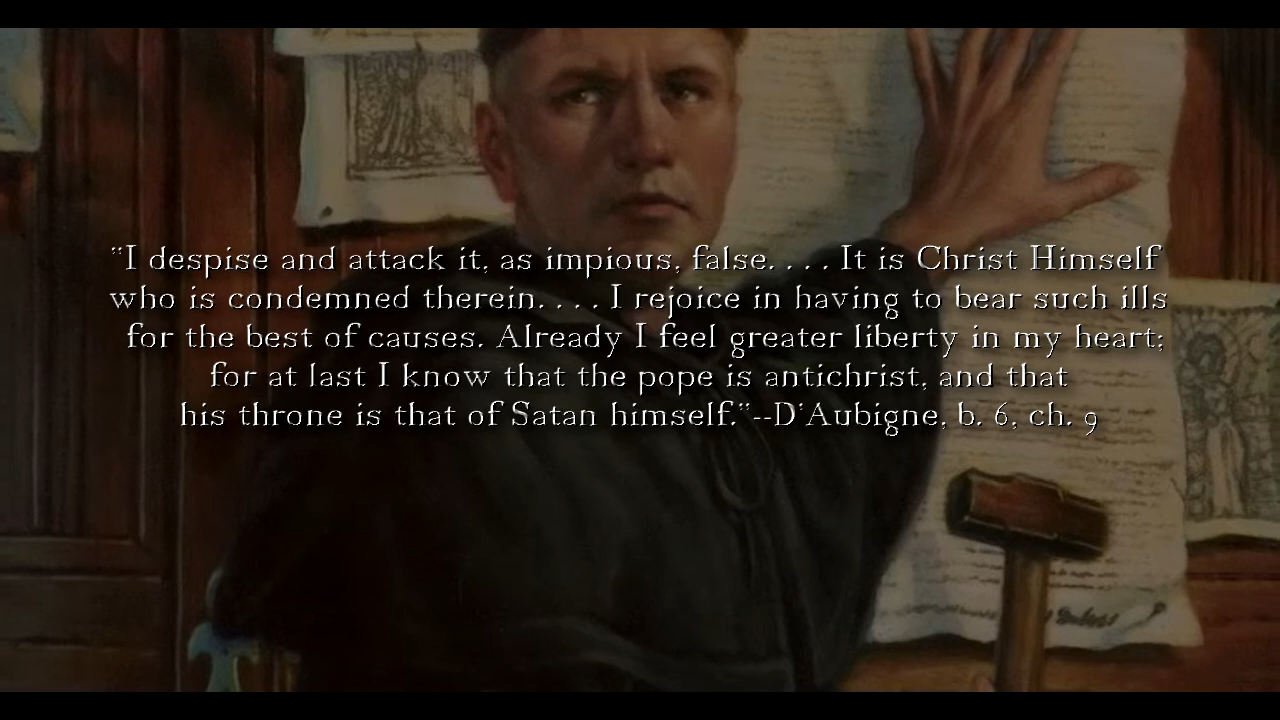 "I despise and attack it, as impious, false. . . . It is Christ Himself
who is condemned therein. . . . I rejoice in having to bear such ills
for the best of causes. Already I feel greater liberty in my heart;
for at last I know that the pope is antichrist, and that
his throne is that of Satan himself."--D'Aubigne, b. 6, ch. 9